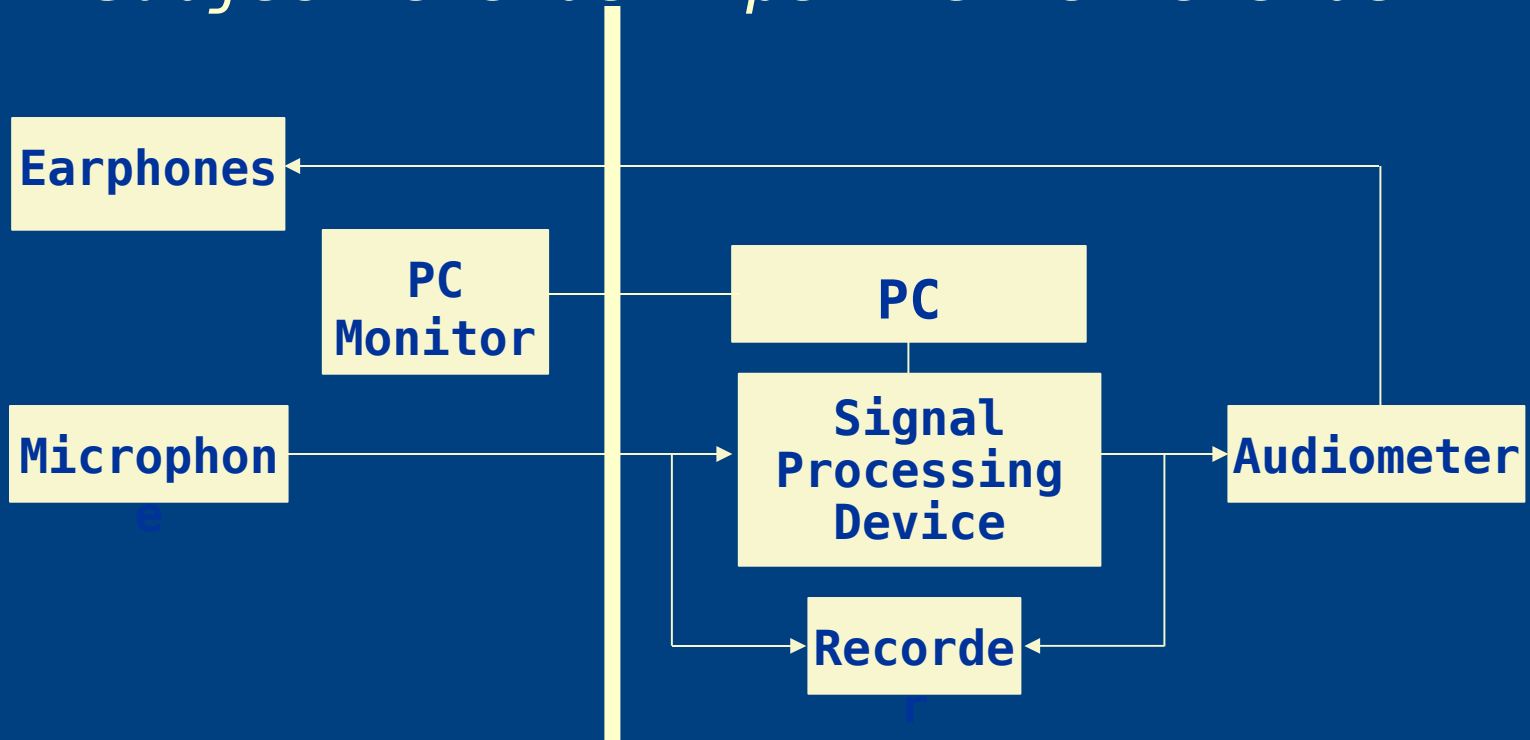 Earphones
PC
Monitor
PC
Signal
Processing
Device
Microphon
e
Audiometer
Recorde
r